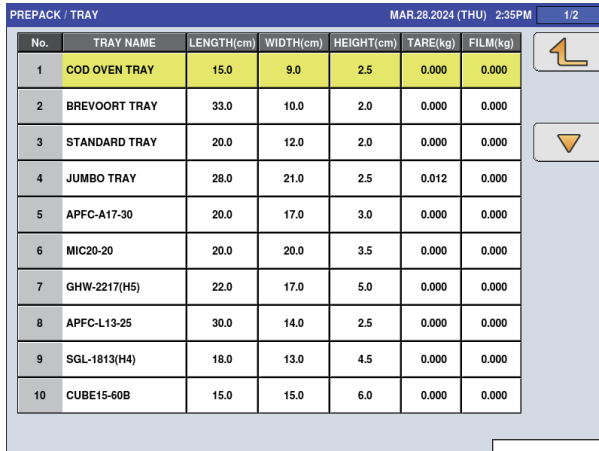 PREPACK / TRAY MAR.28.2024 (THU) 2:35PM 1/2
No. TRAY NAME LENGTH(cm) WIDTH(cm) HEIGHT(cm) TARE(kg) FILM(kg)
1 COD OVEN TRAY 15.0 9.0 2.5 0.000 0.000
2 BREVOORT TRAY 33.0 10.0 2.0 0.000 0.000
3 STANDARD TRAY 20.0 12.0 2.0 0.000 0.000
4 JUMBO TRAY 28.0 21.0 2.5 0.012 0.000
5 APFC-A17-30 20.0 17.0 3.0 0.000 0.000
6 MIC20-20 20.0 20.0 3.5 0.000 0.000
7 GHW-2217(H5) 22.0 17.0 5.0 0.000 0.000
8 APFC-L13-25 30.0 14.0 2.5 0.000 0.000
9 SGL-1813(H4) 18.0 13.0 4.5 0.000 0.000
10 CUBE15-60B 15.0 15.0 6.0 0.000 0.000